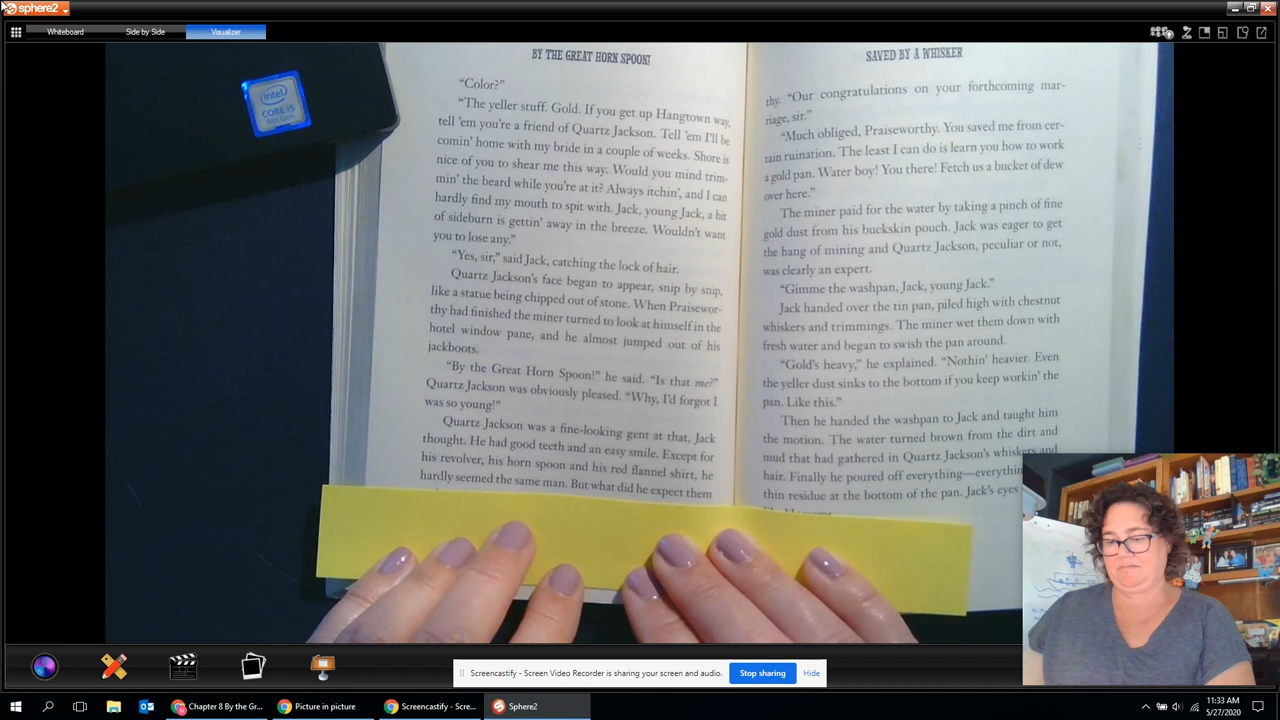 sphere2
Whiteboard
Side by Side
Visualizer
intel
CORE i5
8th Gen
BY THE GREAT HORN SPOON!
“Color?”
“The yeller stuff. Gold. If you get up Hangtown way,
tell ’em you’re a friend of Quartz Jackson. Tell ’em I’ll be
comin’ home with my bride in a couple of weeks. Shore is
nice of you to shear me this way. Would you mind trim-
min’ the beard while you’re at it? Always itchin’, and I can
hardly find my mouth to spit with. Jack, young Jack, a bit
of sideburn is gettin’ away in the breeze. Wouldn’t want
you to lose any.”
“Yes, sir,” said Jack, catching the lock of hair.
Quartz Jackson’s face began to appear, snip by snip,
like a statue being chipped out of stone. When Praisewor-
thy had finished the miner turned to look at himself in the
hotel window pane, and he almost jumped out of his
jackboots.
“By the Great Horn Spoon!” he said. “Is that me?”
Quartz Jackson was obviously pleased. “Why, I’d forgot I
was so young!”
Quartz Jackson was a fine-looking gent at that, Jack
thought. He had good teeth and an easy smile. Except for
his revolver, his horn spoon and his red flannel shirt, he
hardly seemed the same man. But what did he expect them
SAVED BY A WHISKER
thy. “Our congratulations on your forthcoming mar-
riage, sir.”
“Much obliged, Praiseworthy. You saved me from cer-
tain ruination. The least I can do is learn you how to work
a gold pan. Water boy! You there! Fetch us a bucket of dew
over here.”
The miner paid for the water by taking a pinch of fine
gold dust from his buckskin pouch. Jack was eager to get
the hang of mining and Quartz Jackson, peculiar or not,
was clearly an expert.
“Gimme the washpan, Jack, young Jack.”
Jack handed over the tin pan, piled high with chestnut
whiskers and trimmings. The miner wet them down with
fresh water and began to swish the pan around.
“Gold’s heavy,” he explained. “Nothin’ heavier. Even
the yeller dust sinks to the bottom if you keep workin’ the
pan. Like this.”
Then he handed the washpan to Jack and taught him
the motion. The water turned brown from the dirt and
mud that had gathered in Quartz Jackson’s whiskers and
hair. Finally he poured off everything—everythin
thin residue at the bottom of the pan. Jack’s eyes
Screencastify - Screen Video Recorder is sharing your screen and audio.
Stop sharing
Hide
Chapter 8 By the Gr...
Picture in picture
Screencastify - Scre...
Sphere2
11:33 AM
5/27/2020